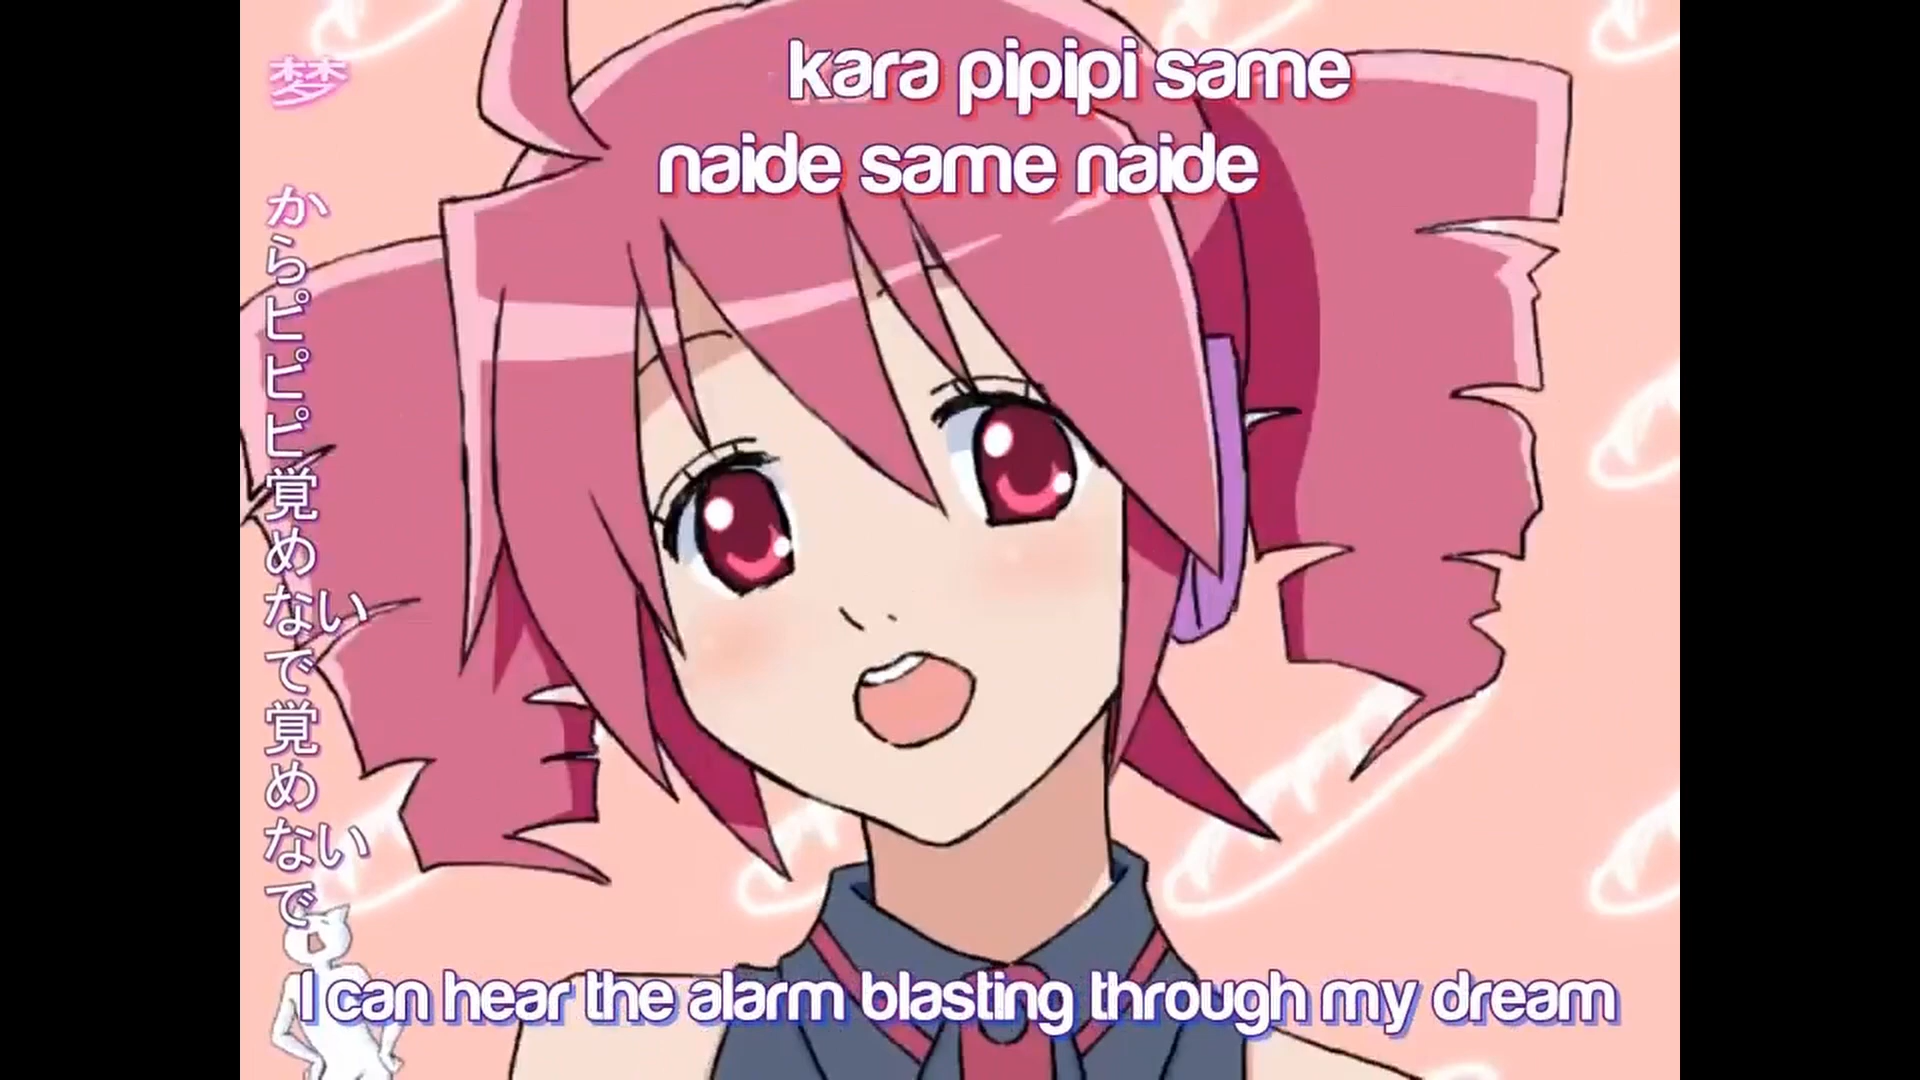 kara pipipi same
naide same naide
夢
からピピピ覚めないで覚めないで
I can hear the alarm blasting through my dream